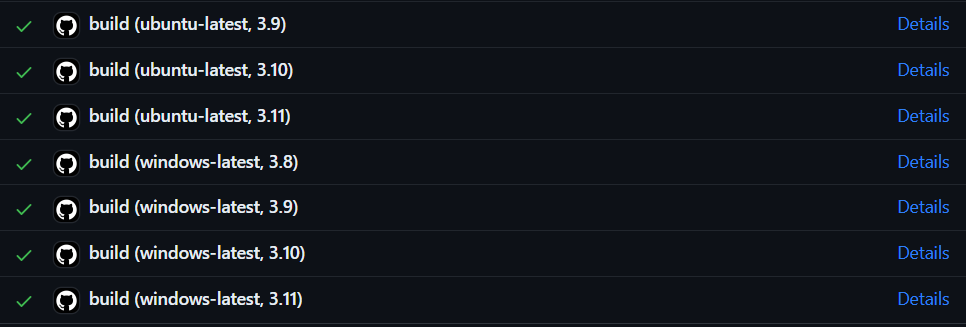 build (ubuntu-latest, 3.9) Details
build (ubuntu-latest, 3.10) Details
build (ubuntu-latest, 3.11) Details
build (windows-latest, 3.8) Details
build (windows-latest, 3.9) Details
build (windows-latest, 3.10) Details
build (windows-latest, 3.11) Details